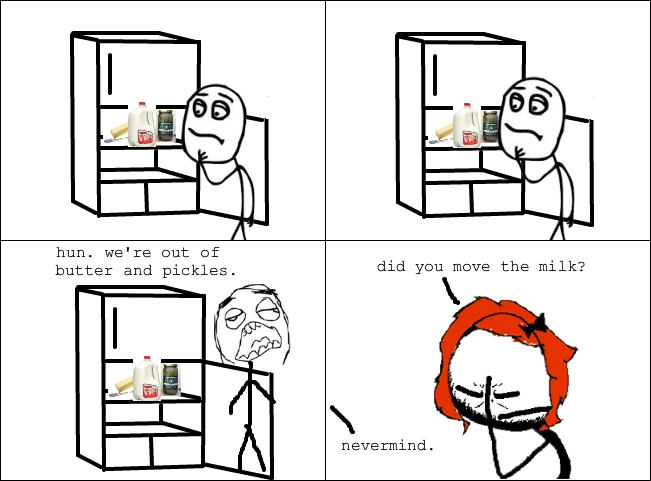 hun. we're out of
butter and pickles.
did you move the milk?
nevermind.